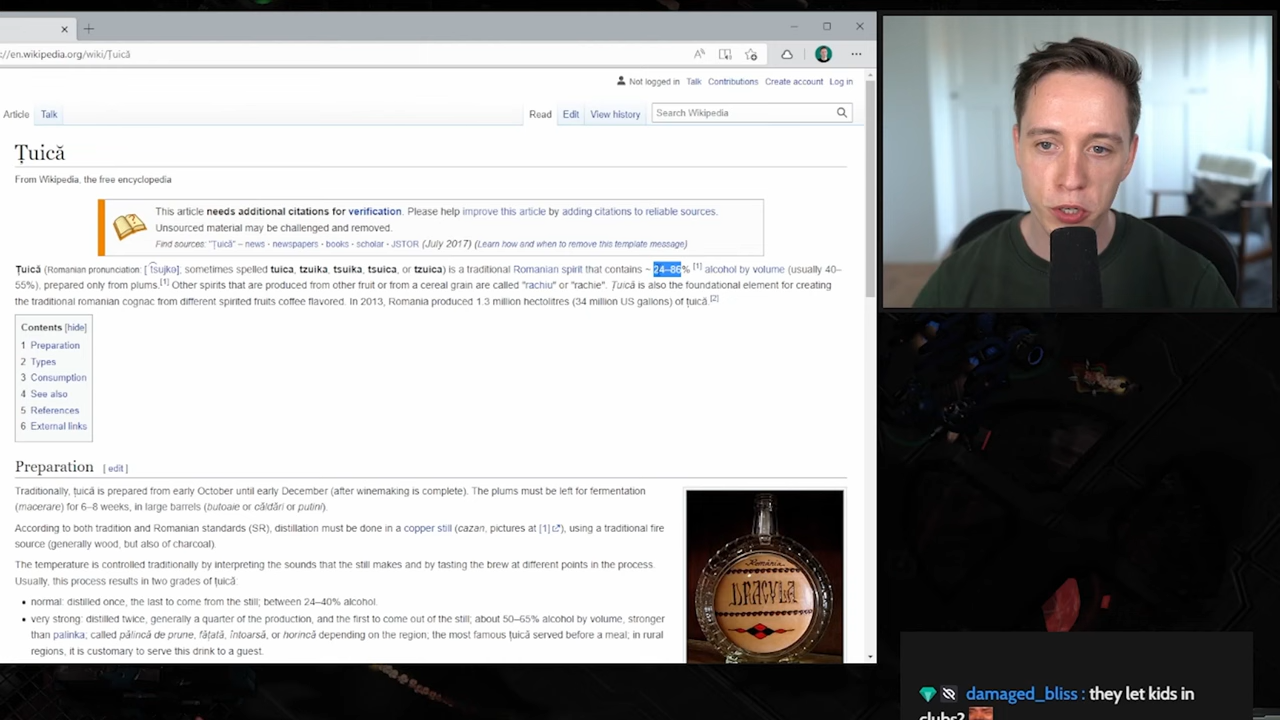 ://en.wikipedia.org/wiki/Țuică
Not logged in Talk Contributions Create account Log in
Article Talk Read Edit View history Search Wikipedia
Țuică
From Wikipedia, the free encyclopedia
This article needs additional citations for verification. Please help improve this article by adding citations to reliable sources.
Unsourced material may be challenged and removed.
Find sources: "Țuică" – news · newspapers · books · scholar · JSTOR (July 2017) (Learn how and when to remove this template message)
Țuică (Romanian pronunciation: [ˈt͡sujkə], sometimes spelled tuica, tzuika, tsuika, tsuica, or tzuica) is a traditional Romanian spirit that contains ~ 24–86% [1] alcohol by volume (usually 40–
55%), prepared only from plums.[1] Other spirits that are produced from other fruit or from a cereal grain are called "rachiu" or "rachie". Țuică is also the foundational element for creating
the traditional romanian cognac from different spirited fruits coffee flavored. In 2013, Romania produced 1.3 million hectolitres (34 million US gallons) of țuică.[2]
Contents [hide]
1 Preparation
2 Types
3 Consumption
4 See also
5 References
6 External links
Preparation [ edit ]
Traditionally, țuică is prepared from early October until early December (after winemaking is complete). The plums must be left for fermentation
(macerare) for 6–8 weeks, in large barrels (butoaie or căldări or putini).
According to both tradition and Romanian standards (SR), distillation must be done in a copper still (cazan, pictures at [1]), using a traditional fire
source (generally wood, but also of charcoal).
The temperature is controlled traditionally by interpreting the sounds that the still makes and by tasting the brew at different points in the process.
Usually, this process results in two grades of țuică:
• normal: distilled once, the last to come from the still; between 24–40% alcohol.
• very strong: distilled twice, generally a quarter of the production, and the first to come out of the still; about 50–65% alcohol by volume, stronger
than palinka; called pălincă de prune, fățată, întoarsă, or horincă depending on the region; the most famous țuică served before a meal; in rural
regions, it is customary to serve this drink to a guest.
România
DRACULA
damaged_bliss : they let kids in
clubs?